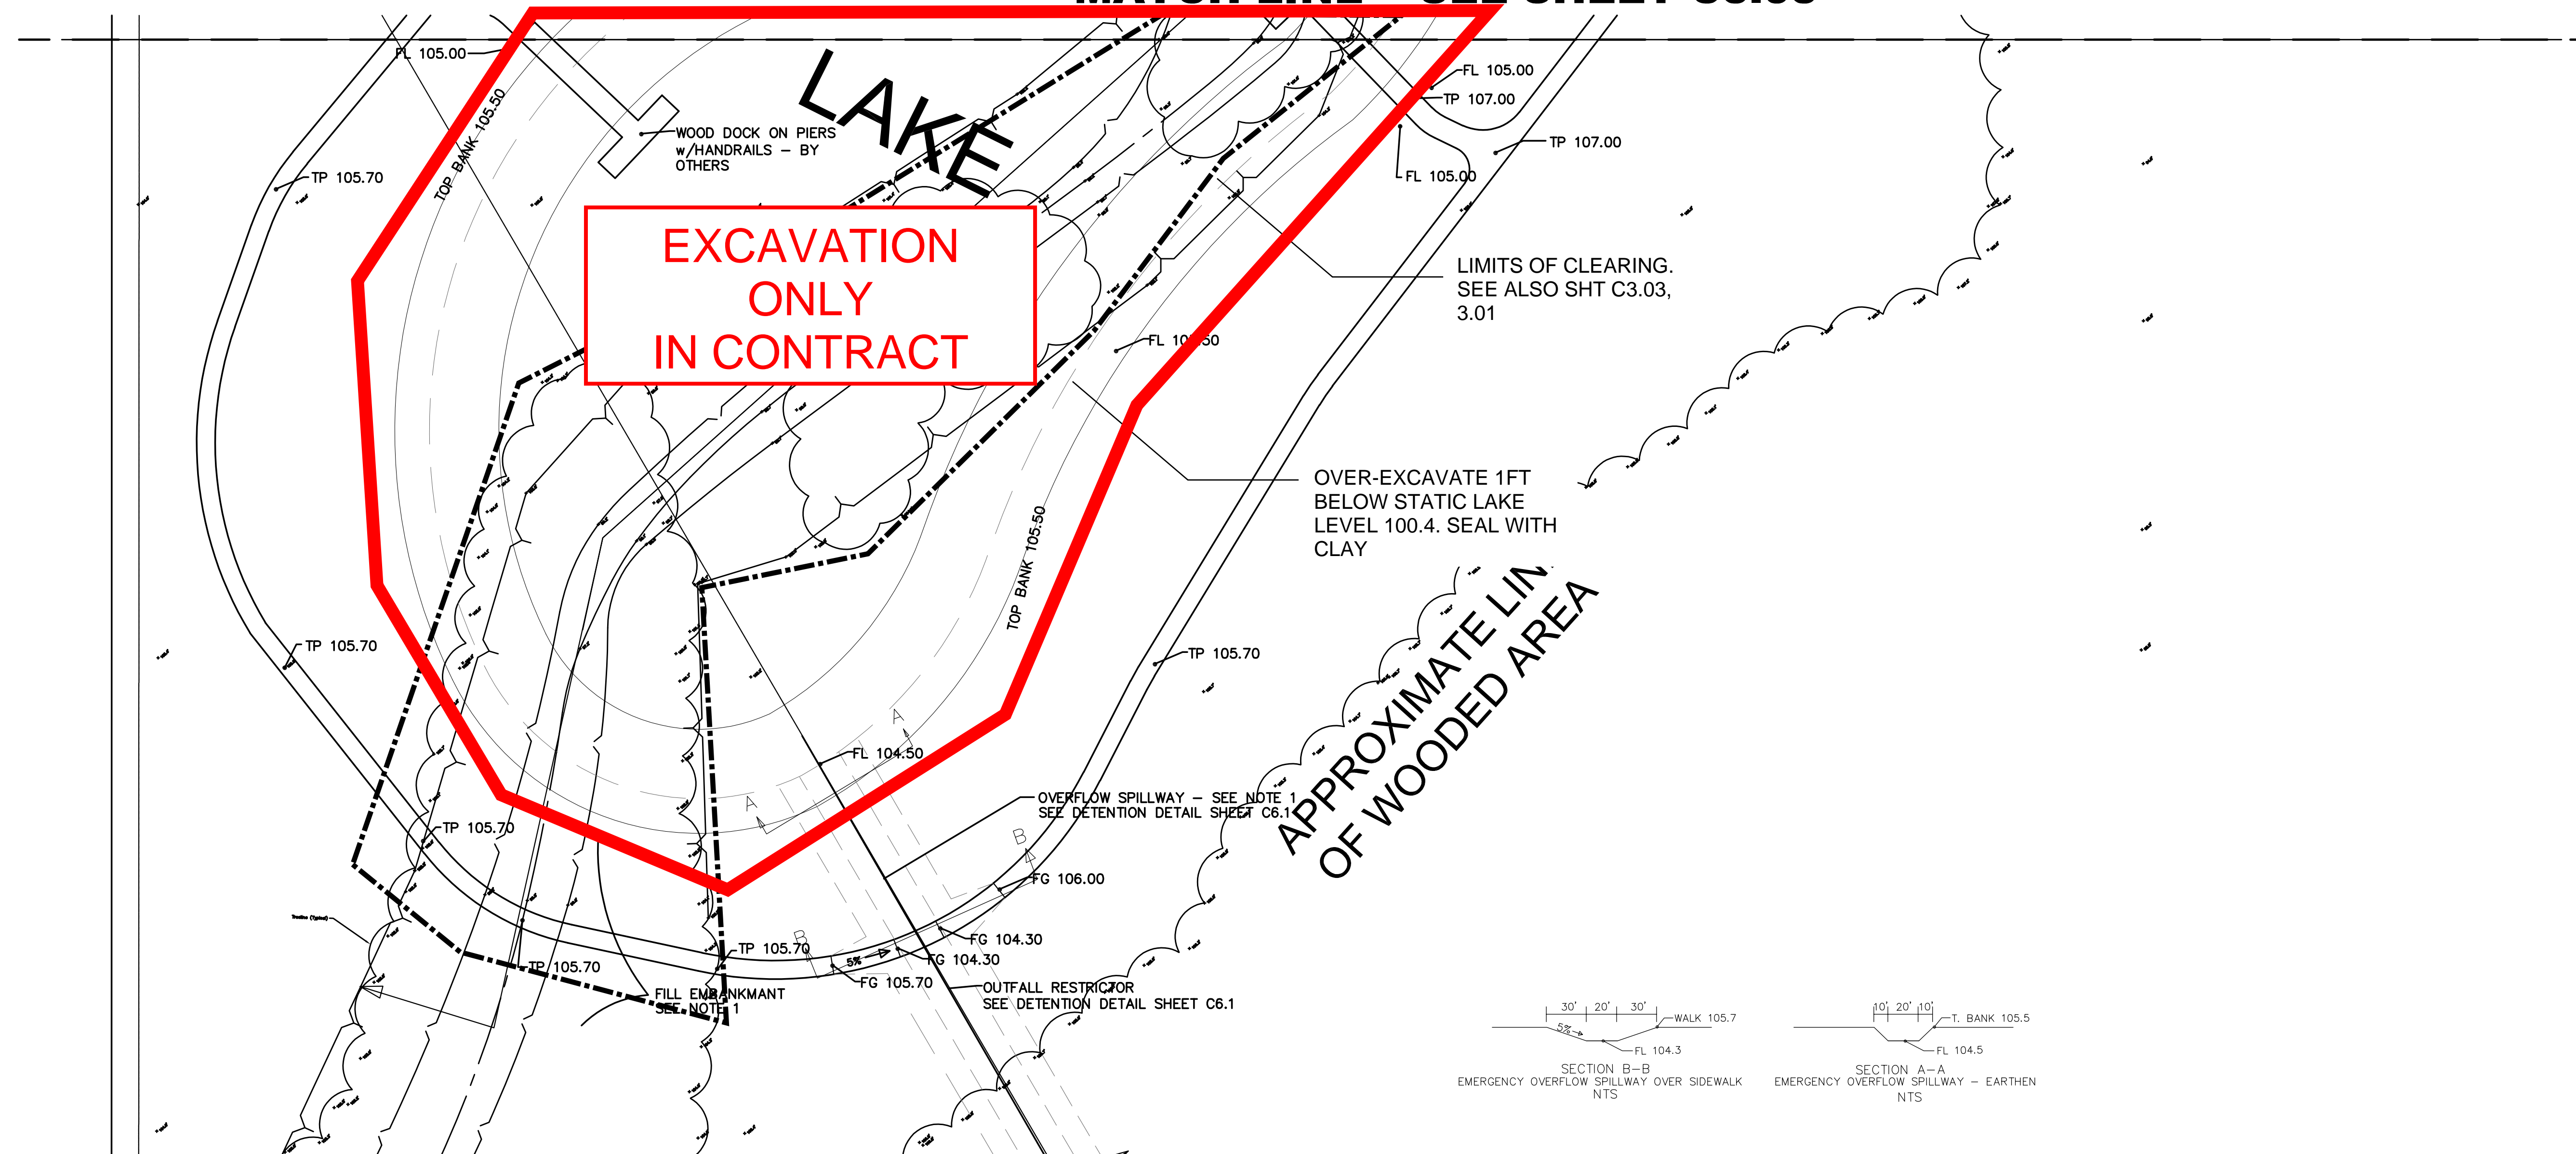 FL 105.00
LAKE
FL 105.00
TP 107.00
TOP BANK 105.50
WOOD DOCK ON PIERS
w/HANDRAILS – BY
OTHERS
TP 107.00
TP 105.70
FL 105.00
EXCAVATION
ONLY
IN CONTRACT
LIMITS OF CLEARING.
SEE ALSO SHT C3.03,
3.01
OVER-EXCAVATE 1FT
BELOW STATIC LAKE
LEVEL 100.4. SEAL WITH
CLAY
TOP BANK 105.50
APPROXIMATE
OF WOODED AREA
TP 105.70
TP 105.70
A
FL 104.50
A
OVERFLOW SPILLWAY – SEE NOTE 1
SEE DETENTION DETAIL SHEET C6.1
TP 105.70
B
FG 106.00
B
TP 105.70
5%
FG 104.30
FG 104.30
TP 105.70
FG 105.70
FILL EMBANKMANT
SEE NOTE 1
OUTFALL RESTRICTOR
SEE DETENTION DETAIL SHEET C6.1
30' 20' 30'
WALK 105.7
5%
FL 104.3
SECTION B–B
EMERGENCY OVERFLOW SPILLWAY OVER SIDEWALK
NTS
10' 20' 10'
T. BANK 105.5
FL 104.5
SECTION A–A
EMERGENCY OVERFLOW SPILLWAY – EARTHEN
NTS